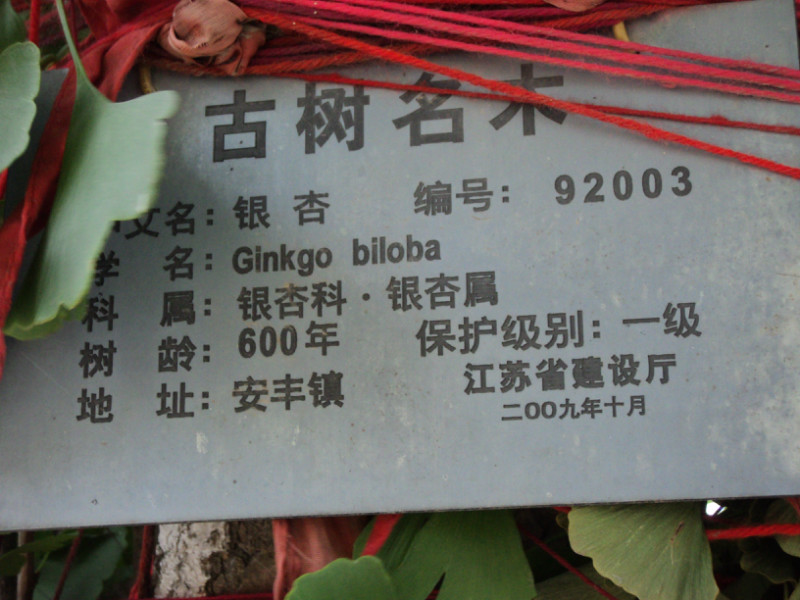 古树名木
中文名：银杏 编号：92003
学名：Ginkgo biloba
科属：银杏科·银杏属
树龄：600年 保护级别：一级
地址：安丰镇 江苏省建设厅
二OO九年十月